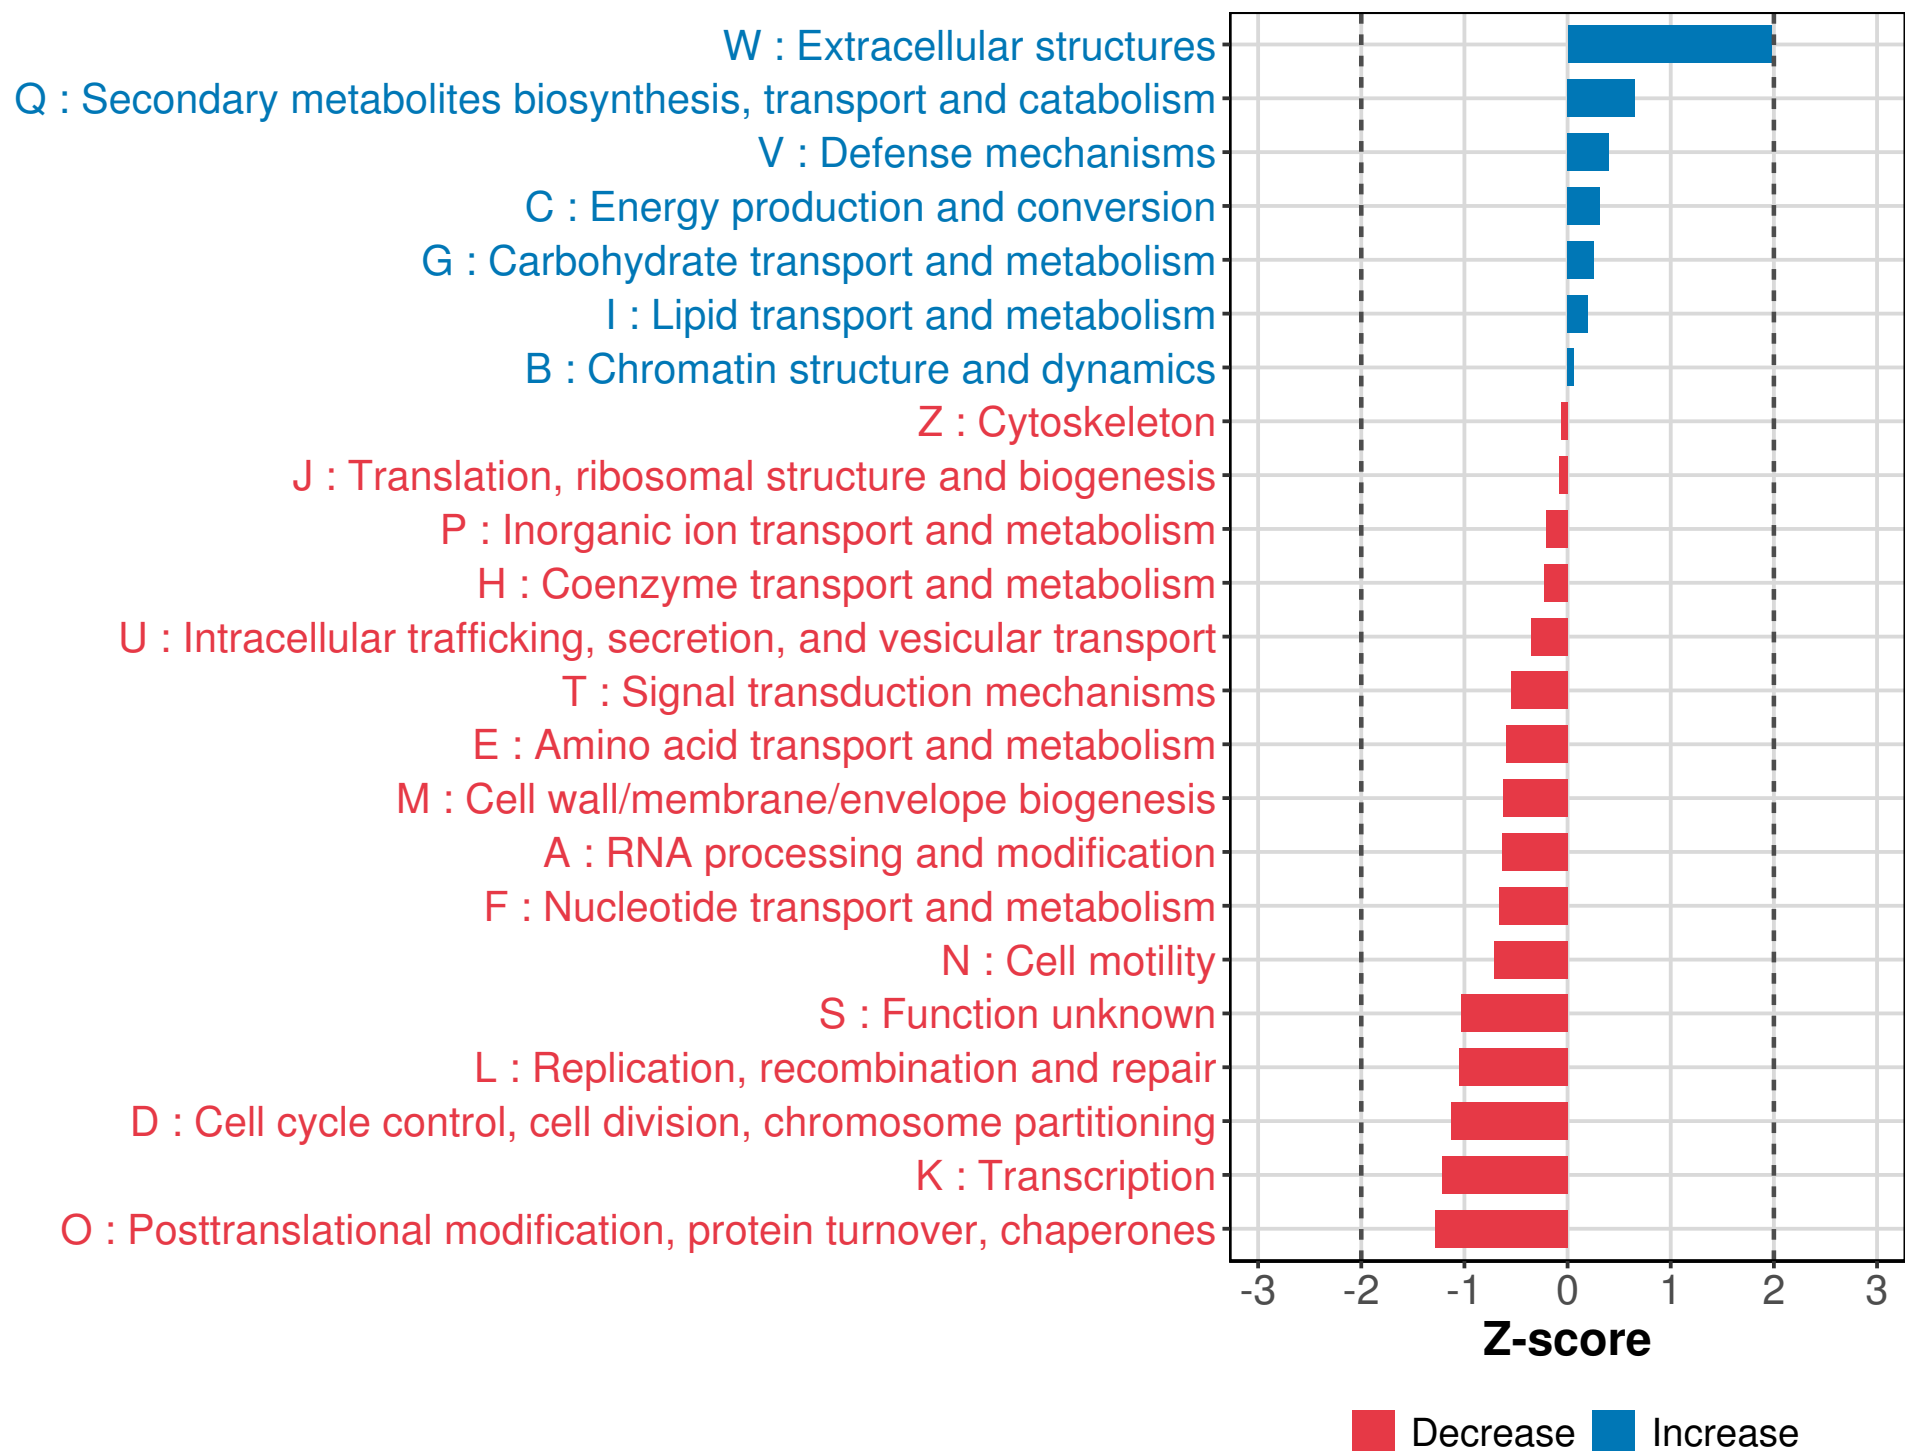 W : Extracellular structures
Q : Secondary metabolites biosynthesis, transport and catabolism
V : Defense mechanisms
C : Energy production and conversion
G : Carbohydrate transport and metabolism
I : Lipid transport and metabolism
B : Chromatin structure and dynamics
Z : Cytoskeleton
J : Translation, ribosomal structure and biogenesis
P : Inorganic ion transport and metabolism
H : Coenzyme transport and metabolism
U : Intracellular trafficking, secretion, and vesicular transport
T : Signal transduction mechanisms
E : Amino acid transport and metabolism
M : Cell wall/membrane/envelope biogenesis
A : RNA processing and modification
F : Nucleotide transport and metabolism
N : Cell motility
S : Function unknown
L : Replication, recombination and repair
D : Cell cycle control, cell division, chromosome partitioning
K : Transcription
O : Posttranslational modification, protein turnover, chaperones
-3 -2 -1 0 1 2 3
Z-score
Decrease Increase